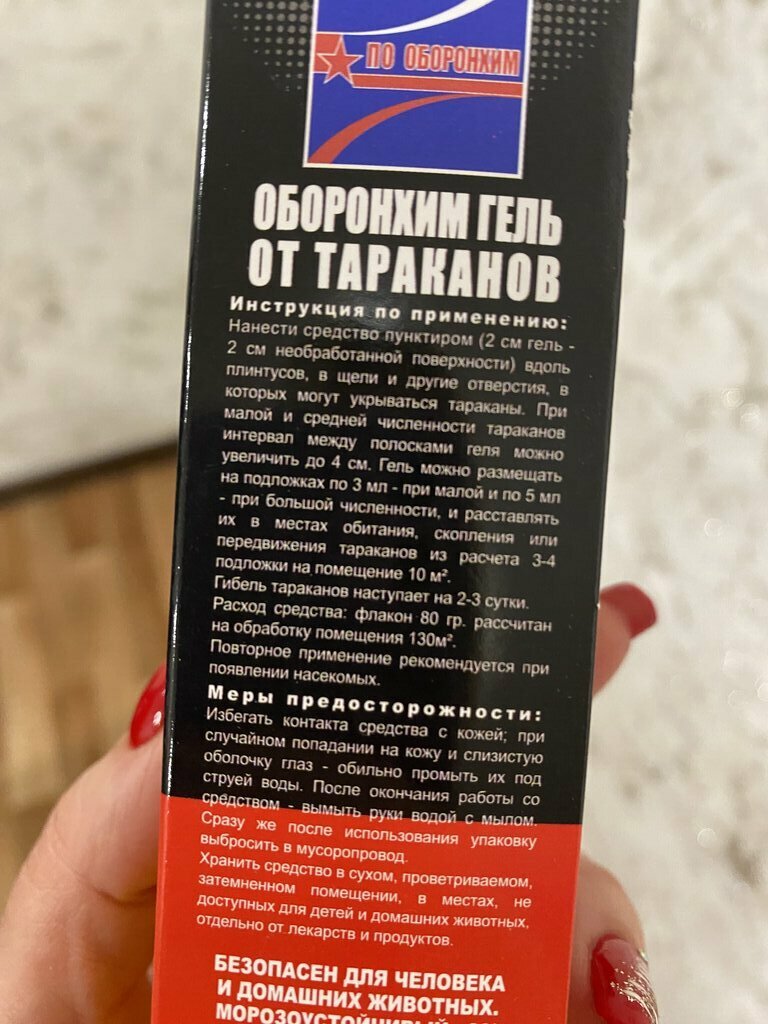 ПО ОБОРОНХИМ
ОБОРОНХИМ ГЕЛЬ
ОТ ТАРАКАНОВ
Инструкция по применению:
Нанести средство пунктиром (2 см гель -
2 см необработанной поверхности) вдоль
плинтусов, в щели и другие отверстия, в
которых могут укрываться тараканы. При
малой и средней численности тараканов
интервал между полосками геля можно
увеличить до 4 см. Гель можно размещать
на подложках по 3 мл - при малой и по 5 мл
- при большой численности, и расставлять
их в местах обитания, скопления или
передвижения тараканов из расчета 3-4
подложки на помещение 10 м².
Гибель тараканов наступает на 2-3 сутки.
Расход средства: флакон 80 гр. рассчитан
на обработку помещения 130м².
Повторное применение рекомендуется при
появлении насекомых.
Меры предосторожности:
Избегать контакта средства с кожей; при
случайном попадании на кожу и слизистую
оболочку глаз - обильно промыть их под
струей воды. После окончания работы со
средством - вымыть руки водой с мылом.
Сразу же после использования упаковку
выбросить в мусоропровод.
Хранить средство в сухом, проветриваемом,
затемненном помещении, в местах, не
доступных для детей и домашних животных,
отдельно от лекарств и продуктов.
БЕЗОПАСЕН ДЛЯ ЧЕЛОВЕКА
И ДОМАШНИХ ЖИВОТНЫХ.
МОРОЗОУСТОЙЧИВЫЙ